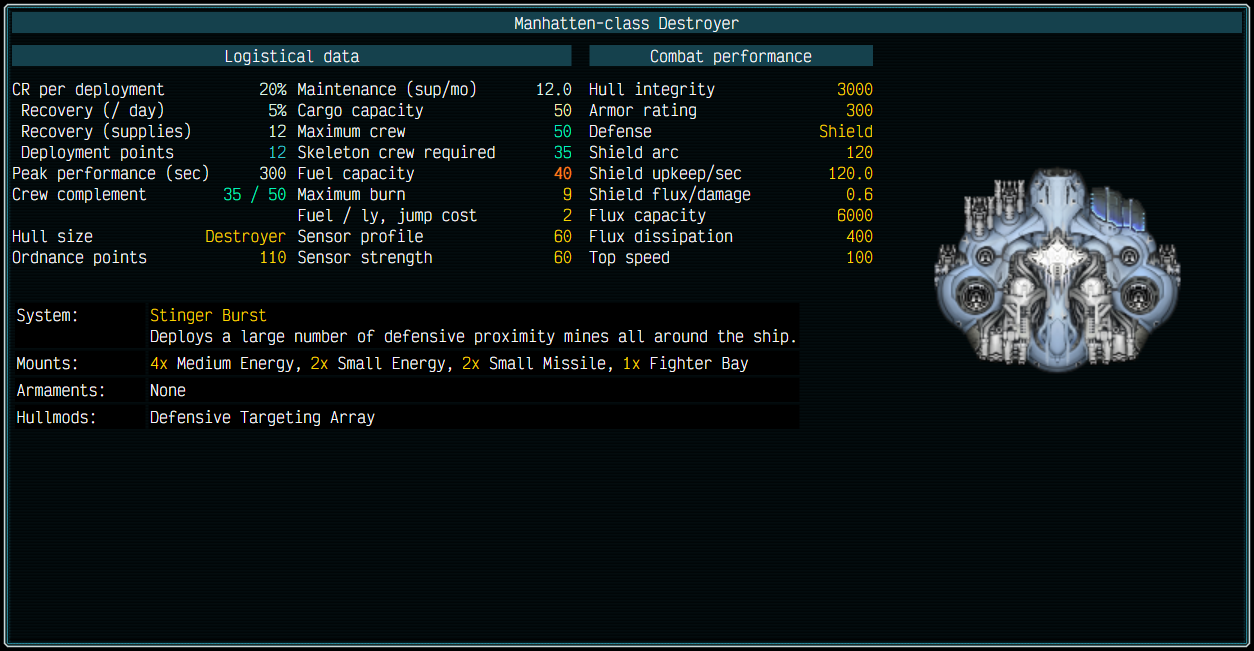 Manhatten-class Destroyer
Logistical data
CR per deployment 20%
Recovery (/ day) 5%
Recovery (supplies) 12
Deployment points 12
Peak performance (sec) 300
Crew complement 35 / 50
Hull size Destroyer
Ordnance points 110
Maintenance (sup/mo) 12.0
Cargo capacity 50
Maximum crew 50
Skeleton crew required 35
Fuel capacity 40
Maximum burn 9
Fuel / ly, jump cost 2
Sensor profile 60
Sensor strength 60
Combat performance
Hull integrity 3000
Armor rating 300
Defense Shield
Shield arc 120
Shield upkeep/sec 120.0
Shield flux/damage 0.6
Flux capacity 6000
Flux dissipation 400
Top speed 100
System: Stinger Burst
Deploys a large number of defensive proximity mines all around the ship.
Mounts: 4x Medium Energy, 2x Small Energy, 2x Small Missile, 1x Fighter Bay
Armaments: None
Hullmods: Defensive Targeting Array